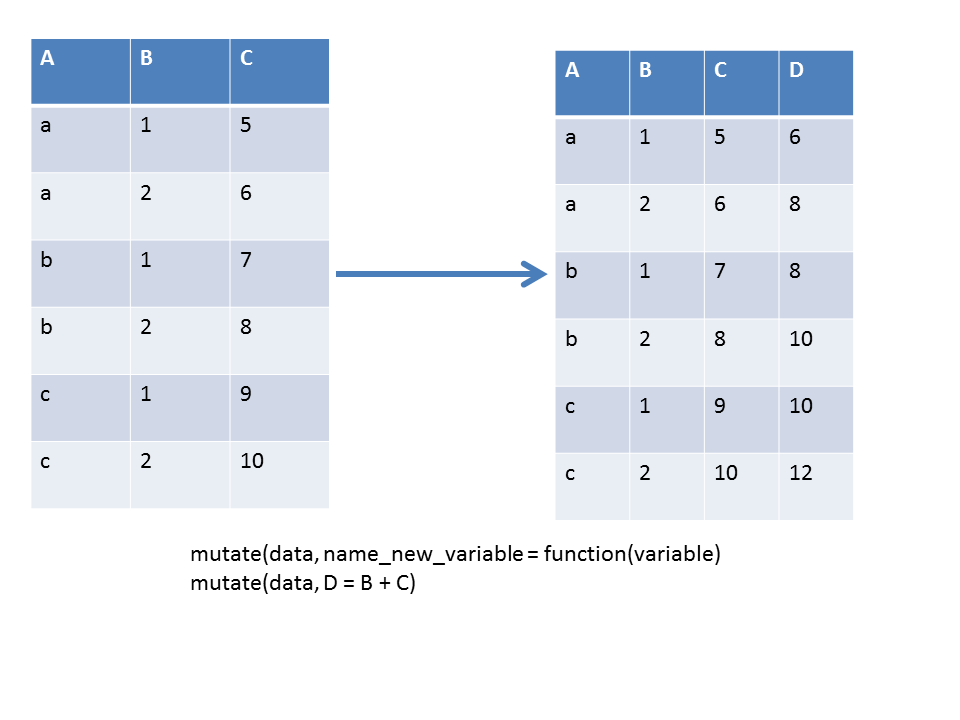 A B C
a 1 5
a 2 6
b 1 7
b 2 8
c 1 9
c 2 10
A B C D
a 1 5 6
a 2 6 8
b 1 7 8
b 2 8 10
c 1 9 10
c 2 10 12
mutate(data, name_new_variable = function(variable)
mutate(data, D = B + C)